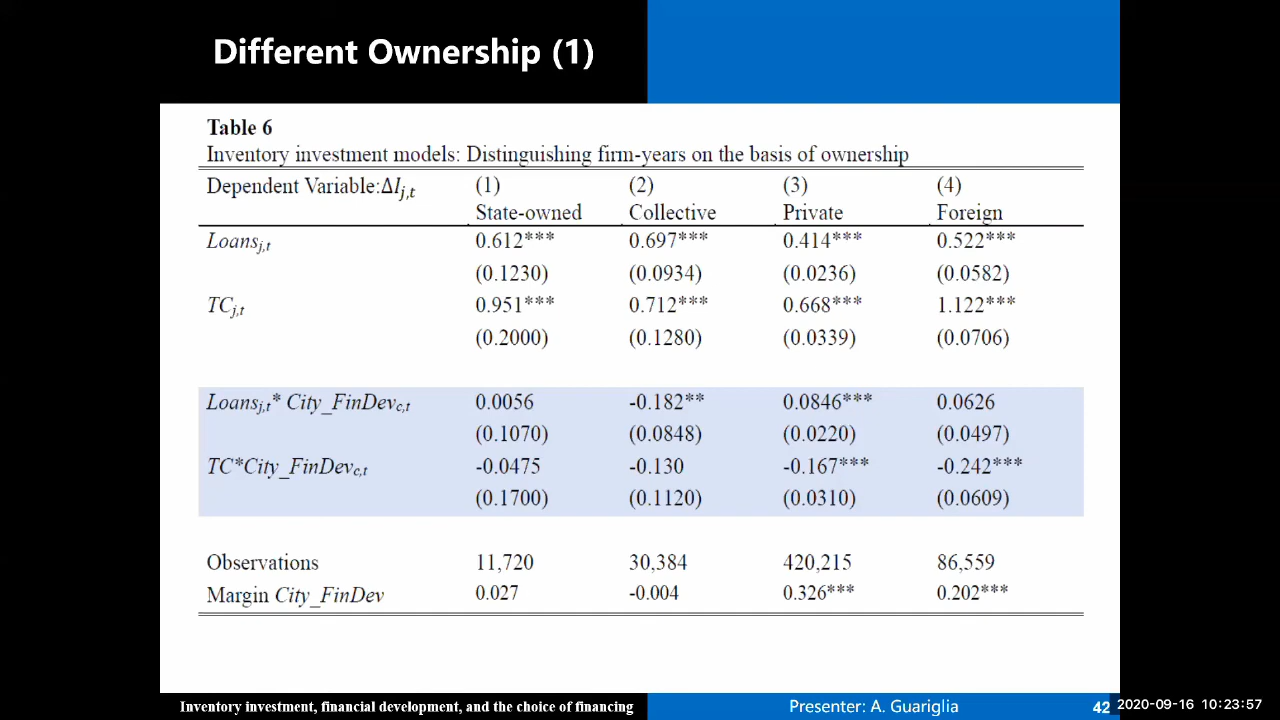 Different Ownership (1)
Table 6
Inventory investment models: Distinguishing firm-years on the basis of ownership
Dependent Variable:ΔI_{j,t} (1) (2) (3) (4)
State-owned Collective Private Foreign
Loans_{j,t} 0.612*** 0.697*** 0.414*** 0.522***
(0.1230) (0.0934) (0.0236) (0.0582)
TC_{j,t} 0.951*** 0.712*** 0.668*** 1.122***
(0.2000) (0.1280) (0.0339) (0.0706)
Loans_{j,t}* City_FinDev_{c,t} 0.0056 -0.182** 0.0846*** 0.0626
(0.1070) (0.0848) (0.0220) (0.0497)
TC*City_FinDev_{c,t} -0.0475 -0.130 -0.167*** -0.242***
(0.1700) (0.1120) (0.0310) (0.0609)
Observations 11,720 30,384 420,215 86,559
Margin City_FinDev 0.027 -0.004 0.326*** 0.202***
Inventory investment, financial development, and the choice of financing Presenter: A. Guariglia 42 2020-09-16 10:23:57